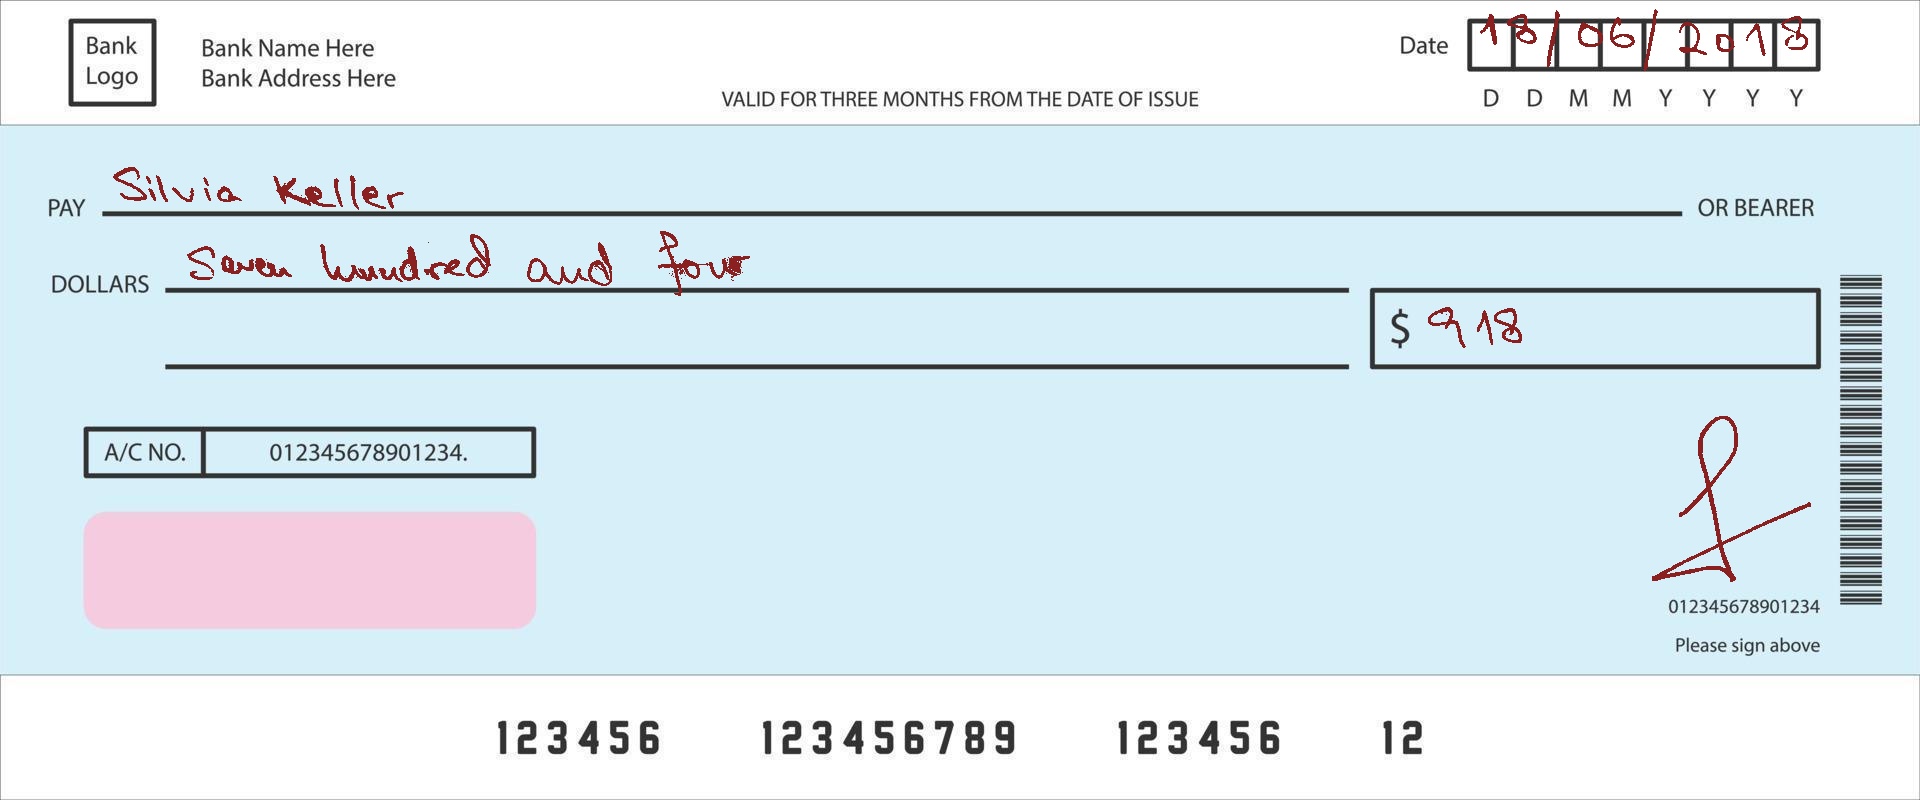 Bank Logo
Bank Name Here
Bank Address Here
VALID FOR THREE MONTHS FROM THE DATE OF ISSUE
Date 18/06/2018
D D M M Y Y Y Y
PAY Silvia Keller OR BEARER
DOLLARS Seven hundred and four
$ 918
A/C NO. 012345678901234.
012345678901234
Please sign above
123456 123456789 123456 12